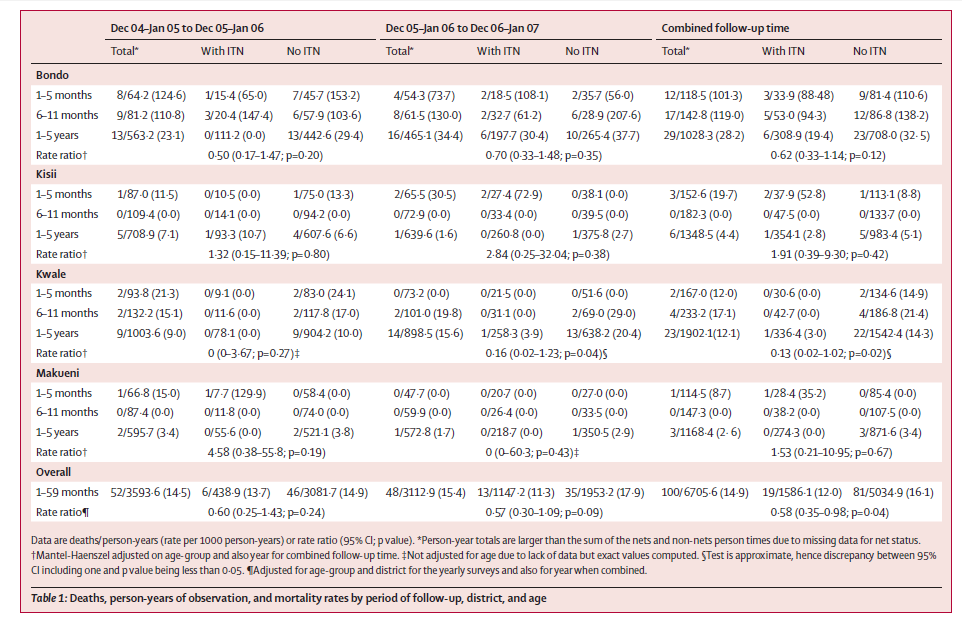 Dec 04–Jan 05 to Dec 05–Jan 06 Dec 05–Jan 06 to Dec 06–Jan 07 Combined follow-up time
Total* With ITN No ITN Total* With ITN No ITN Total* With ITN No ITN
Bondo
1–5 months 8/64·2 (124·6) 1/15·4 (65·0) 7/45·7 (153·2) 4/54·3 (73·7) 2/18·5 (108·1) 2/35·7 (56·0) 12/118·5 (101·3) 3/33·9 (88·48) 9/81·4 (110·6)
6–11 months 9/81·2 (110·8) 3/20·4 (147·4) 6/57·9 (103·6) 8/61·5 (130·0) 2/32·7 (61·2) 6/28·9 (207·6) 17/142·8 (119·0) 5/53·0 (94·3) 12/86·8 (138·2)
1–5 years 13/563·2 (23·1) 0/111·2 (0·0) 13/442·6 (29·4) 16/465·1 (34·4) 6/197·7 (30·4) 10/265·4 (37·7) 29/1028·3 (28·2) 6/308·9 (19·4) 23/708·0 (32·5)
Rate ratio† 0·50 (0·17–1·47; p=0·20) 0·70 (0·33–1·48; p=0·35) 0·62 (0·33–1·14; p=0·12)
Kisii
1–5 months 1/87·0 (11·5) 0/10·5 (0·0) 1/75·0 (13·3) 2/65·5 (30·5) 2/27·4 (72·9) 0/38·1 (0·0) 3/152·6 (19·7) 2/37·9 (52·8) 1/113·1 (8·8)
6–11 months 0/109·4 (0·0) 0/14·1 (0·0) 0/94·2 (0·0) 0/72·9 (0·0) 0/33·4 (0·0) 0/39·5 (0·0) 0/182·3 (0·0) 0/47·5 (0·0) 0/133·7 (0·0)
1–5 years 5/708·9 (7·1) 1/93·3 (10·7) 4/607·6 (6·6) 1/639·6 (1·6) 0/260·8 (0·0) 1/375·8 (2·7) 6/1348·5 (4·4) 1/354·1 (2·8) 5/983·4 (5·1)
Rate ratio† 1·32 (0·15–11·39; p=0·80) 2·84 (0·25–32·04; p=0·38) 1·91 (0·39–9·30; p=0·42)
Kwale
1–5 months 2/93·8 (21·3) 0/9·1 (0·0) 2/83·0 (24·1) 0/73·2 (0·0) 0/21·5 (0·0) 0/51·6 (0·0) 2/167·0 (12·0) 0/30·6 (0·0) 2/134·6 (14·9)
6–11 months 2/132·2 (15·1) 0/11·6 (0·0) 2/117·8 (17·0) 2/101·0 (19·8) 0/31·1 (0·0) 2/69·0 (29·0) 4/233·2 (17·1) 0/42·7 (0·0) 4/186·8 (21·4)
1–5 years 9/1003·6 (9·0) 0/78·1 (0·0) 9/904·2 (10·0) 14/898·5 (15·6) 1/258·3 (3·9) 13/638·2 (20·4) 23/1902·1(12·1) 1/336·4 (3·0) 22/1542·4 (14·3)
Rate ratio† 0 (0–3·67; p=0·27)‡ 0·16 (0·02–1·23; p=0·04)§ 0·13 (0·02–1·02; p=0·02)§
Makueni
1–5 months 1/66·8 (15·0) 1/7·7 (129·9) 0/58·4 (0·0) 0/47·7 (0·0) 0/20·7 (0·0) 0/27·0 (0·0) 1/114·5 (8·7) 1/28·4 (35·2) 0/85·4 (0·0)
6–11 months 0/87·4 (0·0) 0/11·8 (0·0) 0/74·0 (0·0) 0/59·9 (0·0) 0/26·4 (0·0) 0/33·5 (0·0) 0/147·3 (0·0) 0/38·2 (0·0) 0/107·5 (0·0)
1–5 years 2/595·7 (3·4) 0/55·6 (0·0) 2/521·1 (3·8) 1/572·8 (1·7) 0/218·7 (0·0) 1/350·5 (2·9) 3/1168·4 (2· 6) 0/274·3 (0·0) 3/871·6 (3·4)
Rate ratio† 4·58 (0·38–55·8; p=0·19) 0 (0–60·3; p=0·43)‡ 1·53 (0·21–10·95; p=0·67)
Overall
1–59 months 52/3593·6 (14·5) 6/438·9 (13·7) 46/3081·7 (14·9) 48/3112·9 (15·4) 13/1147·2 (11·3) 35/1953·2 (17·9) 100/6705·6 (14·9) 19/1586·1 (12·0) 81/5034·9 (16·1)
Rate ratio¶ 0·60 (0·25–1·43; p=0·24) 0·57 (0·30–1·09; p=0·09) 0·58 (0·35–0·98; p=0·04)
Data are deaths/person-years (rate per 1000 person-years) or rate ratio (95% CI; p value). *Person-year totals are larger than the sum of the nets and non-nets person times due to missing data for net status.
†Mantel-Haenszel adjusted on age-group and also year for combined follow-up time. ‡Not adjusted for age due to lack of data but exact values computed. §Test is approximate, hence discrepancy between 95%
CI including one and p value being less than 0·05. ¶Adjusted for age-group and district for the yearly surveys and also for year when combined.
Table 1: Deaths, person-years of observation, and mortality rates by period of follow-up, district, and age